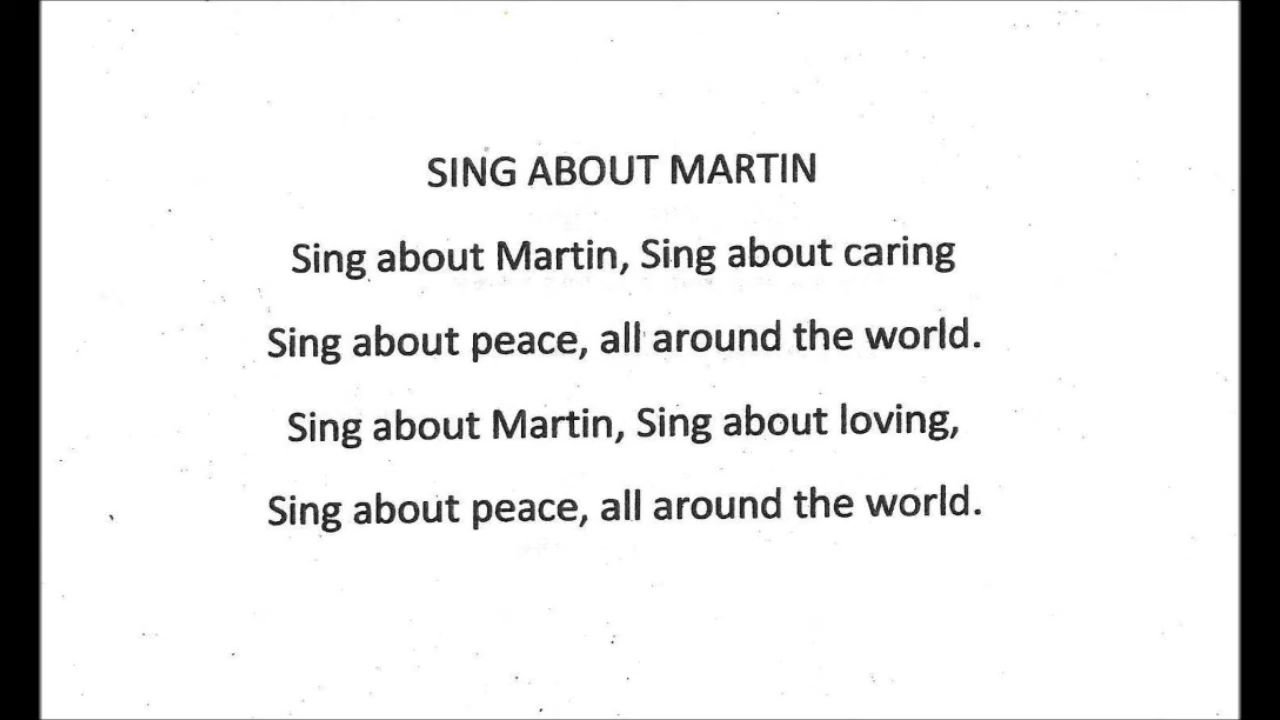 SING ABOUT MARTIN
Sing about Martin, Sing about caring
Sing about peace, all around the world.
Sing about Martin, Sing about loving,
Sing about peace, all around the world.